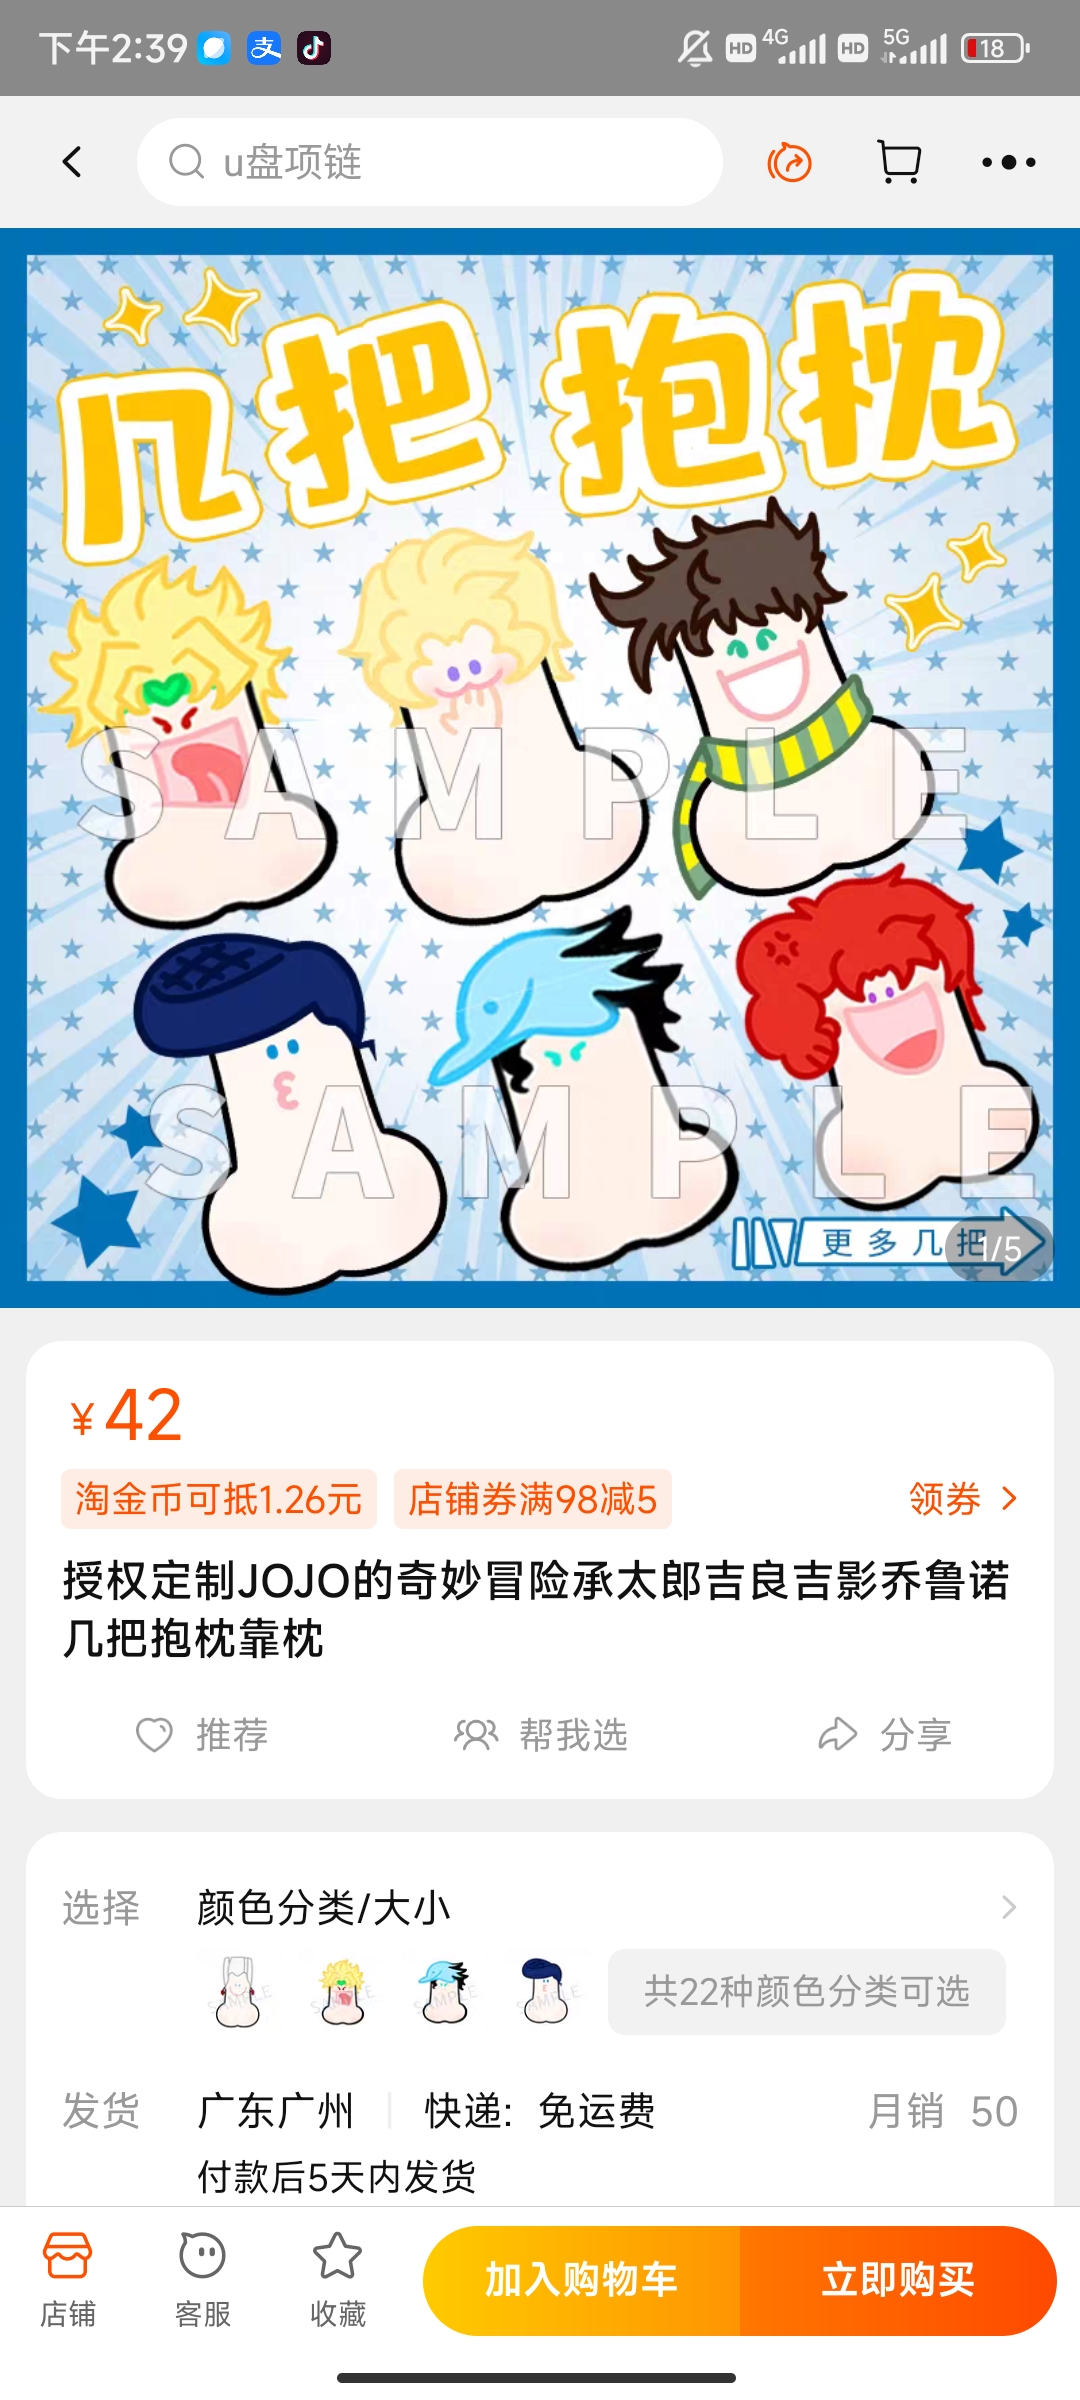 下午2:39
HD 4G HD 5G 18
u盘项链
几把抱枕
SAMPLE
SAMPLE
更多几把
1/5
¥42
淘金币可抵1.26元 店铺券满98减5 领券
授权定制JOJO的奇妙冒险承太郎吉良吉影乔鲁诺
几把抱枕靠枕
推荐 帮我选 分享
选择 颜色分类/大小
SAMPLE SAMPLE SAMPLE SAMPLE
共22种颜色分类可选
发货 广东广州 快递: 免运费 月销 50
付款后5天内发货
店铺 客服 收藏 加入购物车 立即购买